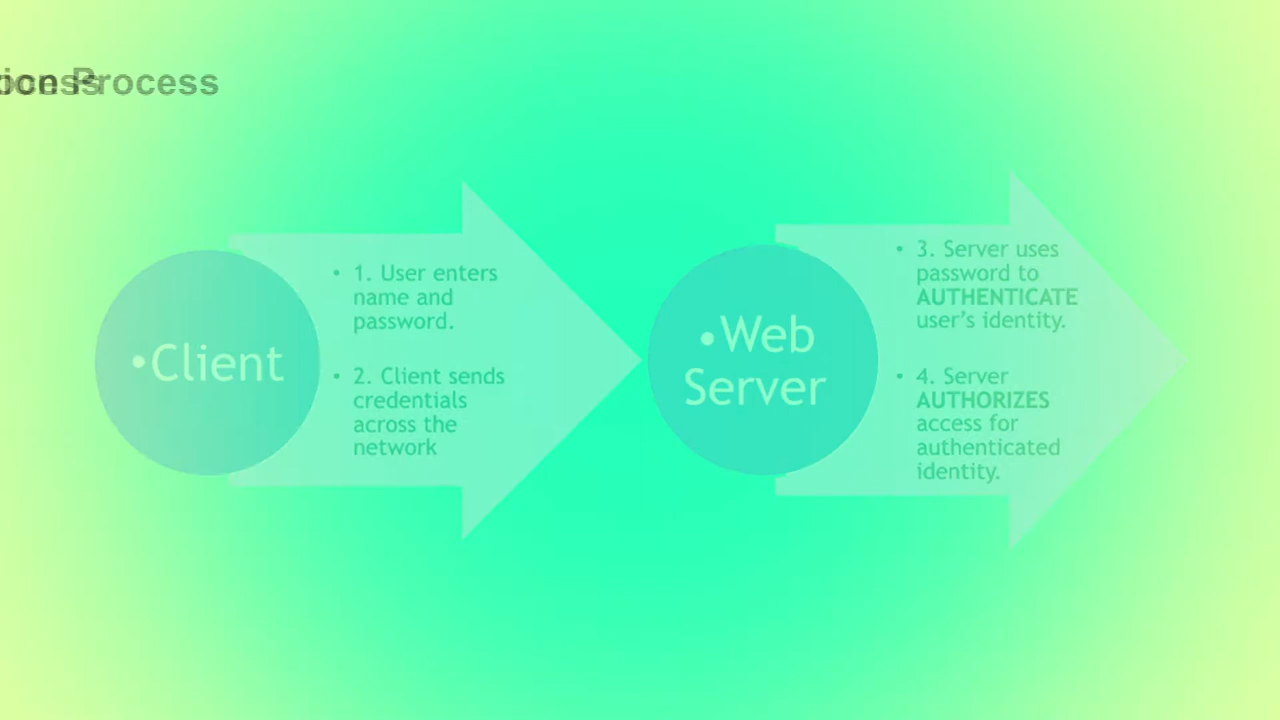 Process
•Client
• 1. User enters
name and
password.
• 2. Client sends
credentials
across the
network
•Web
Server
• 3. Server uses
password to
AUTHENTICATE
user’s identity.
• 4. Server
AUTHORIZES
access for
authenticated
identity.